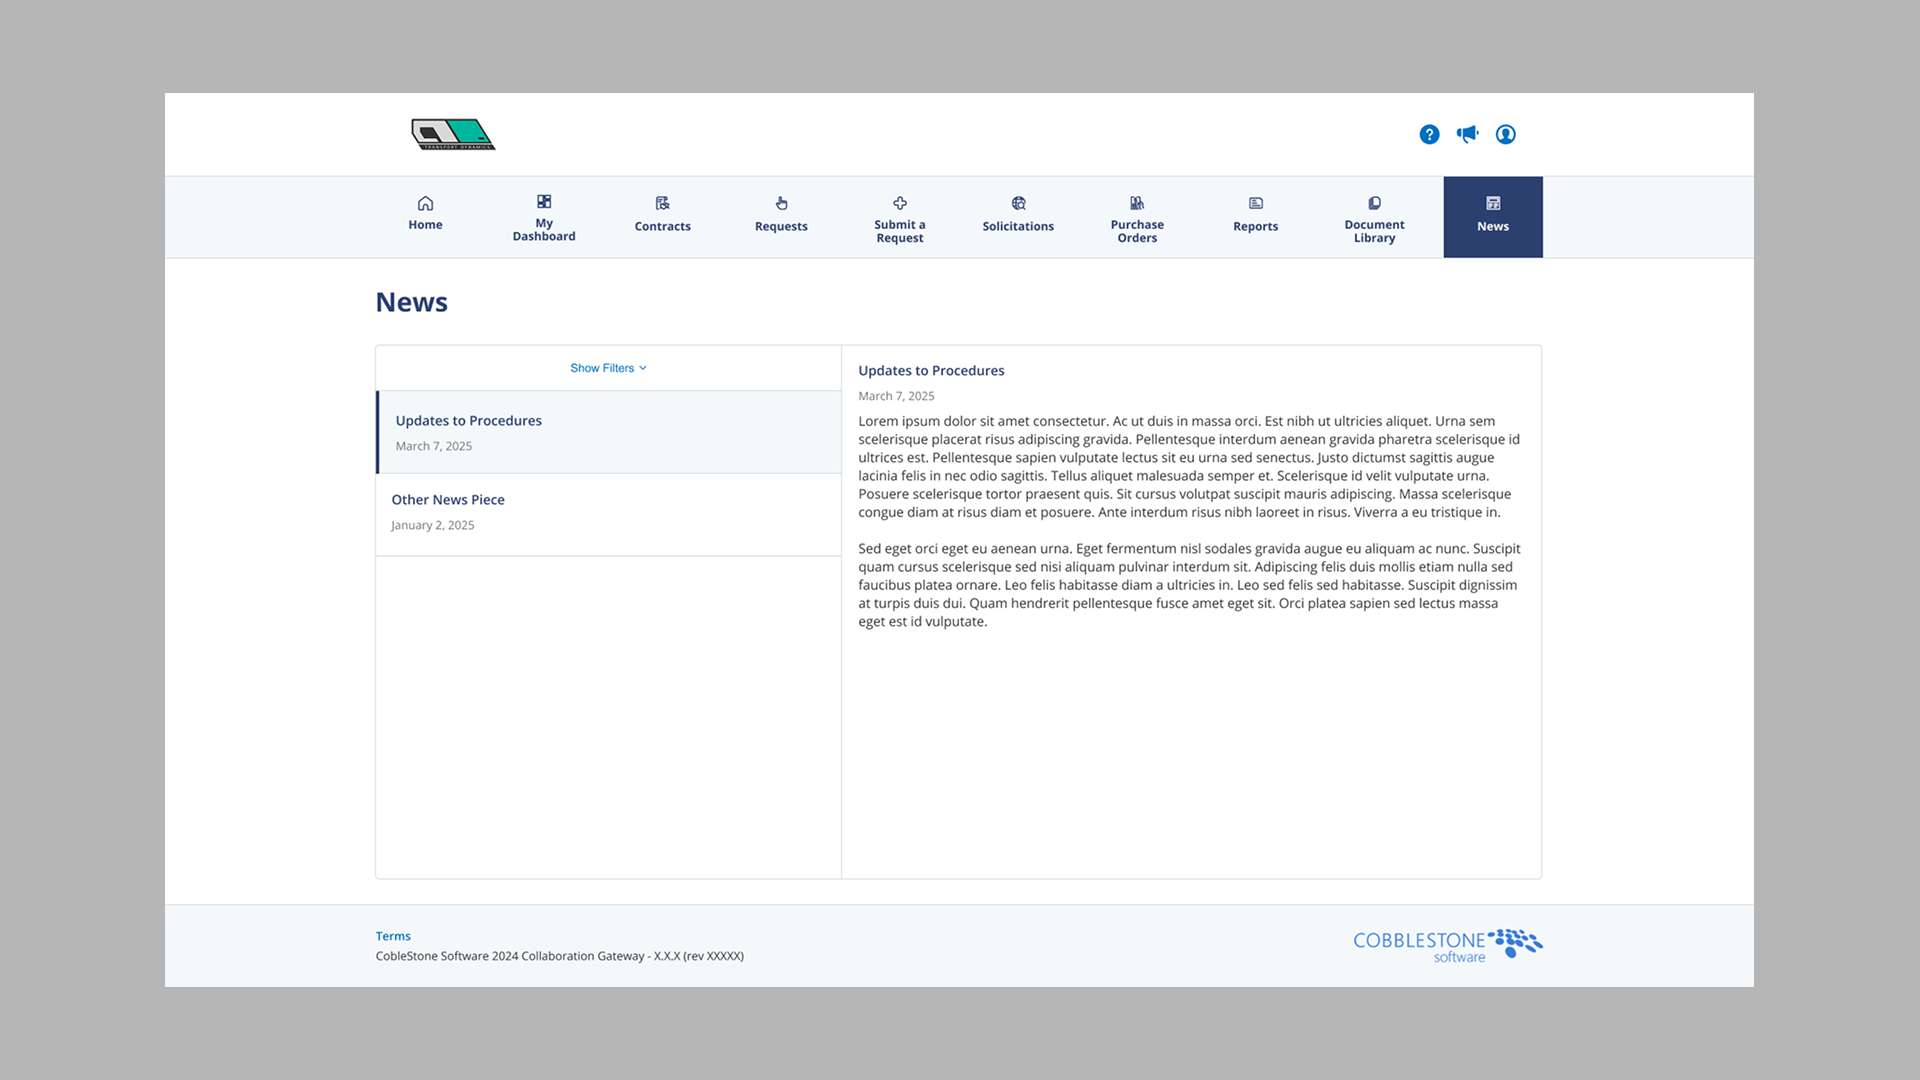 TRANSPORT DYNAMICS
?
Home
My
Dashboard
Contracts
Requests
Submit a
Request
Solicitations
Purchase
Orders
Reports
Document
Library
News
News
Show Filters
Updates to Procedures
March 7, 2025
Other News Piece
January 2, 2025
Updates to Procedures
March 7, 2025
Lorem ipsum dolor sit amet consectetur. Ac ut duis in massa orci. Est nibh ut ultricies aliquet. Urna sem
scelerisque placerat risus adipiscing gravida. Pellentesque interdum aenean gravida pharetra scelerisque id
ultrices est. Pellentesque sapien vulputate lectus sit eu urna sed senectus. Justo dictumst sagittis augue
lacinia felis in nec odio sagittis. Tellus aliquet malesuada semper et. Scelerisque id velit vulputate urna.
Posuere scelerisque tortor praesent quis. Sit cursus volutpat suscipit mauris adipiscing. Massa scelerisque
congue diam at risus diam et posuere. Ante interdum risus nibh laoreet in risus. Viverra a eu tristique in.
Sed eget orci eget eu aenean urna. Eget fermentum nisl sodales gravida augue eu aliquam ac nunc. Suscipit
quam cursus scelerisque sed nisi aliquam pulvinar interdum sit. Adipiscing felis duis mollis etiam nulla sed
faucibus platea ornare. Leo felis habitasse diam a ultricies in. Leo sed felis sed habitasse. Suscipit dignissim
at turpis duis dui. Quam hendrerit pellentesque fusce amet eget sit. Orci platea sapien sed lectus massa
eget est id vulputate.
Terms
CobleStone Software 2024 Collaboration Gateway - X.X.X (rev XXXXX)
COBBLESTONE
software